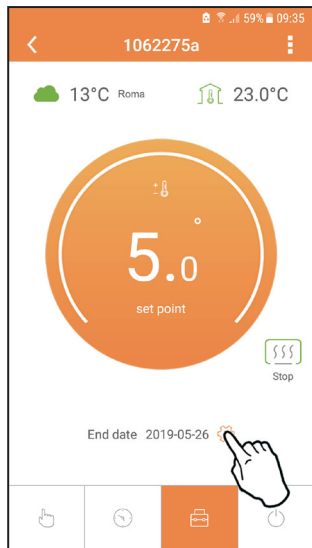 59% 09:35
1062275a
13°C Roma 23.0°C
5.0°
set point
Stop
End date 2019-05-26